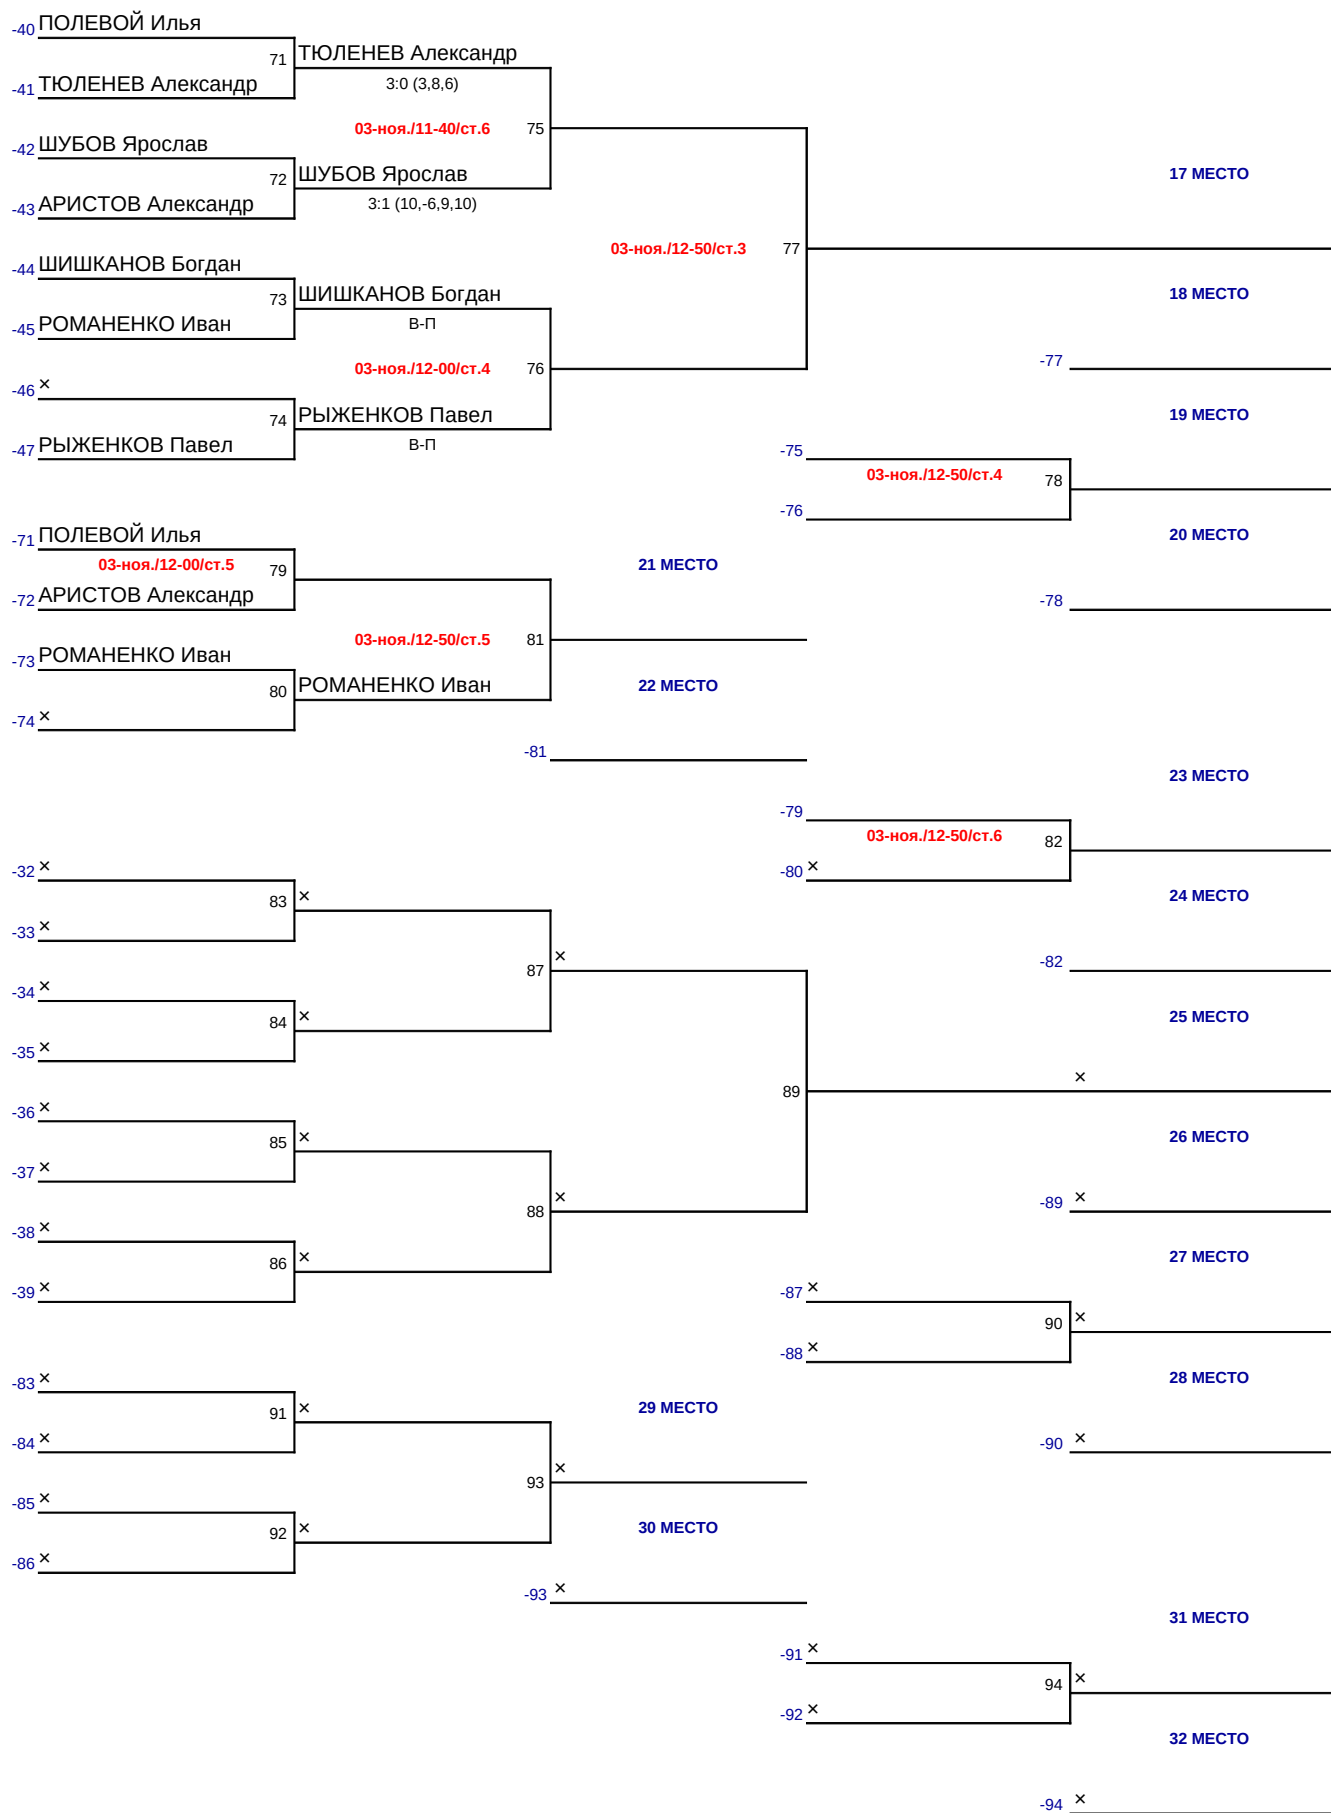 -40 ПОЛЕВОЙ Илья
71 ТЮЛЕНЕВ Александр
-41 ТЮЛЕНЕВ Александр 3:0 (3,8,6)
03-ноя./11-40/ст.6 75
-42 ШУБОВ Ярослав
72 ШУБОВ Ярослав 17 МЕСТО
-43 АРИСТОВ Александр 3:1 (10,-6,9,10)
03-ноя./12-50/ст.3 77
-44 ШИШКАНОВ Богдан
73 ШИШКАНОВ Богдан 18 МЕСТО
-45 РОМАНЕНКО Иван В-П
03-ноя./12-00/ст.4 76 -77
-46 ×
74 РЫЖЕНКОВ Павел 19 МЕСТО
-47 РЫЖЕНКОВ Павел В-П -75
03-ноя./12-50/ст.4 78
-76
-71 ПОЛЕВОЙ Илья 20 МЕСТО
03-ноя./12-00/ст.5 79 21 МЕСТО
-72 АРИСТОВ Александр -78
03-ноя./12-50/ст.5 81
-73 РОМАНЕНКО Иван
80 РОМАНЕНКО Иван 22 МЕСТО
-74 ×
-81
23 МЕСТО
-79
03-ноя./12-50/ст.6 82
-32 × -80 ×
83 × 24 МЕСТО
-33 ×
87 × -82
-34 ×
84 × 25 МЕСТО
-35 ×
89 ×
-36 ×
85 × 26 МЕСТО
-37 ×
88 × -89 ×
-38 ×
86 × 27 МЕСТО
-39 × -87 ×
90 ×
-88 ×
-83 × 28 МЕСТО
91 × 29 МЕСТО
-84 × -90 ×
93 ×
-85 ×
92 × 30 МЕСТО
-86 ×
-93 ×
31 МЕСТО
-91 ×
94 ×
-92 ×
32 МЕСТО
-94 ×